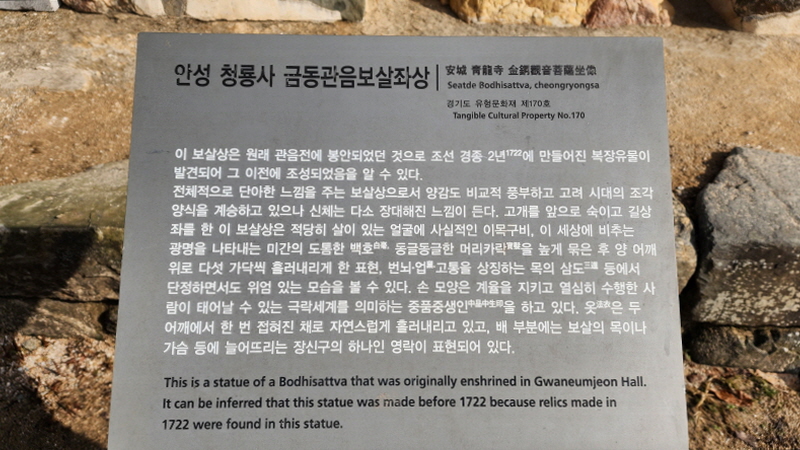 안성 청룡사 금동관음보살좌상
安城 靑龍寺 金銅觀音菩薩坐像
Seatde Bodhisattva, cheongryongsa
경기도 유형문화재 제170호
Tangible Cultural Property No.170
이 보살상은 원래 관음전에 봉안되었던 것으로 조선 경종 2년1722에 만들어진 복장유물이
발견되어 그 이전에 조성되었음을 알 수 있다.
전체적으로 단아한 느낌을 주는 보살상으로서 양감도 비교적 풍부하고 고려 시대의 조각
양식을 계승하고 있으나 신체는 다소 장대해진 느낌이 든다. 고개를 앞으로 숙이고 길상
좌를 한 이 보살상은 적당히 살이 있는 얼굴에 사실적인 이목구비, 이 세상에 비추는
광명을 나타내는 미간의 도톰한 백호白毫, 동글동글한 머리카락을 높게 묶은 후 양 어깨
위로 다섯 가닥씩 흘러내리게 한 표현, 번뇌·업業·고통을 상징하는 목의 삼도三道 등에서
단정하면서도 위엄 있는 모습을 볼 수 있다. 손 모양은 계율을 지키고 열심히 수행한 사
람이 태어날 수 있는 극락세계를 의미하는 중품중생인中品中生印을 하고 있다. 옷法衣은 두
어깨에서 한 번 접혀진 채로 자연스럽게 흘러내리고 있고, 배 부분에는 보살의 목이나
가슴 등에 늘어뜨리는 장신구의 하나인 영락이 표현되어 있다.
This is a statue of a Bodhisattva that was originally enshrined in Gwaneumjeon Hall.
It can be inferred that this statue was made before 1722 because relics made in
1722 were found in this statue.